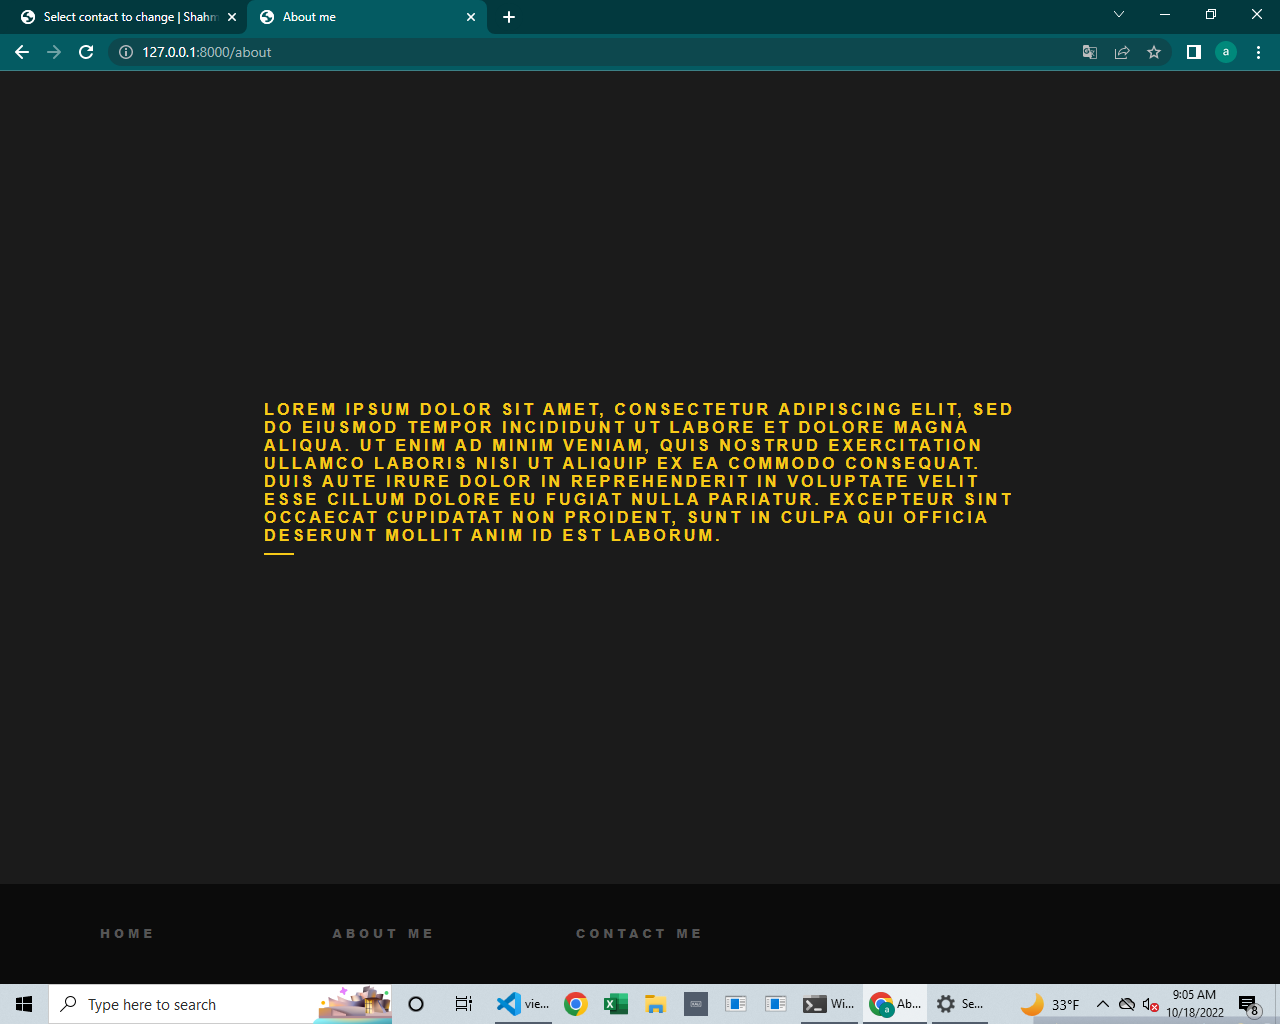 Select contact to change | Shahm
About me
127.0.0.1:8000/about
a
LOREM IPSUM DOLOR SIT AMET, CONSECTETUR ADIPISCING ELIT, SED
DO EIUSMOD TEMPOR INCIDIDUNT UT LABORE ET DOLORE MAGNA
ALIQUA. UT ENIM AD MINIM VENIAM, QUIS NOSTRUD EXERCITATION
ULLAMCO LABORIS NISI UT ALIQUIP EX EA COMMODO CONSEQUAT.
DUIS AUTE IRURE DOLOR IN REPREHENDERIT IN VOLUPTATE VELIT
ESSE CILLUM DOLORE EU FUGIAT NULLA PARIATUR. EXCEPTEUR SINT
OCCAECAT CUPIDATAT NON PROIDENT, SUNT IN CULPA QUI OFFICIA
DESERUNT MOLLIT ANIM ID EST LABORUM.
HOME
ABOUT ME
CONTACT ME
Type here to search
vie...
Wi...
Ab...
Se...
33°F
9:05 AM
10/18/2022
8